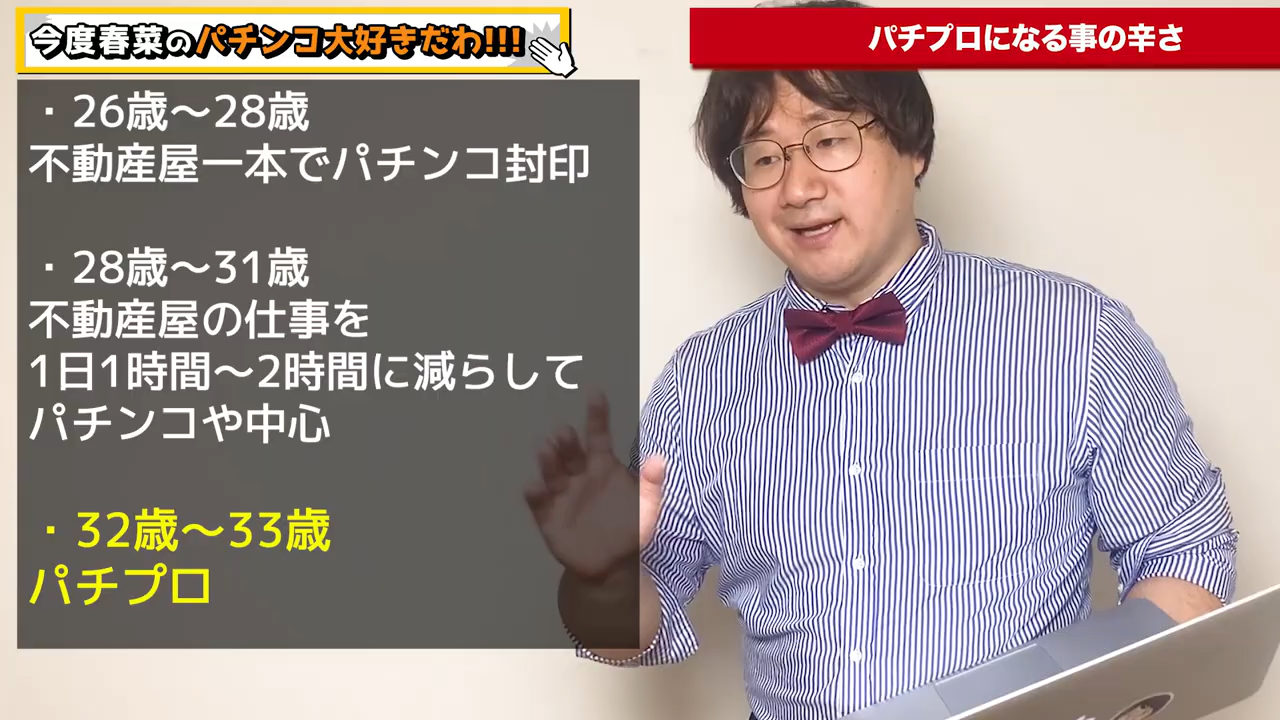 今度春菜のパチンコ大好きだわ!!!
パチプロになる事の辛さ
・26歳～28歳
不動産屋一本でパチンコ封印
・28歳～31歳
不動産屋の仕事を
1日1時間～2時間に減らして
パチンコや中心
・32歳～33歳
パチプロ